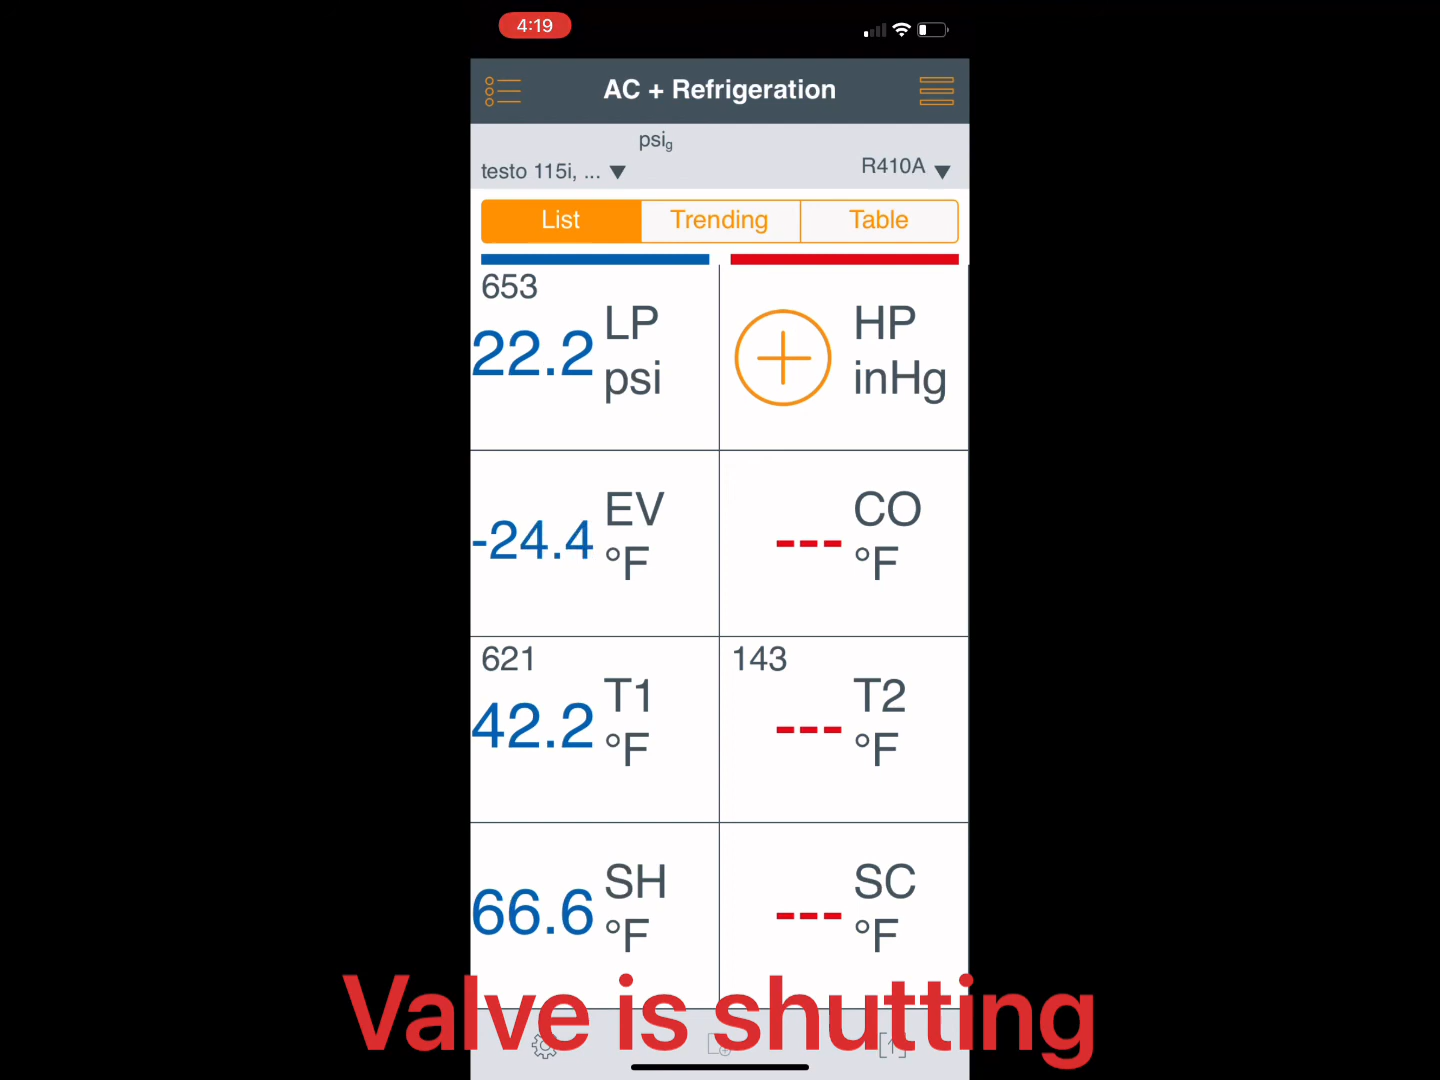 4:19
AC + Refrigeration
psig
testo 115i, ...
R410A
List Trending Table
653
22.2 LP psi
HP inHg
-24.4 EV °F
--- CO °F
621
42.2 T1 °F
143
--- T2 °F
66.6 SH °F
--- SC °F
Valve is shutting